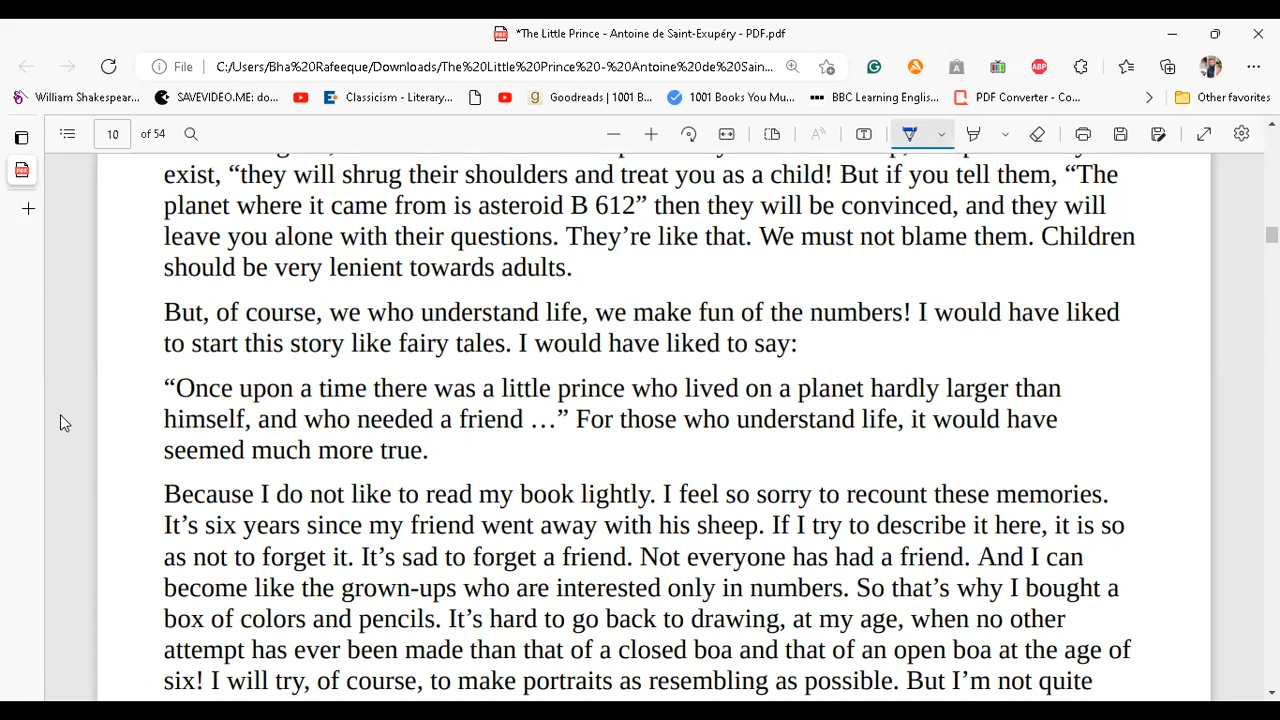 *The Little Prince - Antoine de Saint-Exupéry - PDF.pdf
File C:/Users/Bha%20Rafeeque/Downloads/The%20Little%20Prince%20-%20Antoine%20de%20Sain...
William Shakespear... SAVEVIDEO.ME: do... Classicism - Literary... Goodreads | 1001 B... 1001 Books You Mu... BBC Learning Englis... PDF Converter - Co... Other favorites
10 of 54
exist, “they will shrug their shoulders and treat you as a child! But if you tell them, “The
planet where it came from is asteroid B 612” then they will be convinced, and they will
leave you alone with their questions. They’re like that. We must not blame them. Children
should be very lenient towards adults.
But, of course, we who understand life, we make fun of the numbers! I would have liked
to start this story like fairy tales. I would have liked to say:
“Once upon a time there was a little prince who lived on a planet hardly larger than
himself, and who needed a friend …” For those who understand life, it would have
seemed much more true.
Because I do not like to read my book lightly. I feel so sorry to recount these memories.
It’s six years since my friend went away with his sheep. If I try to describe it here, it is so
as not to forget it. It’s sad to forget a friend. Not everyone has had a friend. And I can
become like the grown-ups who are interested only in numbers. So that’s why I bought a
box of colors and pencils. It’s hard to go back to drawing, at my age, when no other
attempt has ever been made than that of a closed boa and that of an open boa at the age of
six! I will try, of course, to make portraits as resembling as possible. But I’m not quite